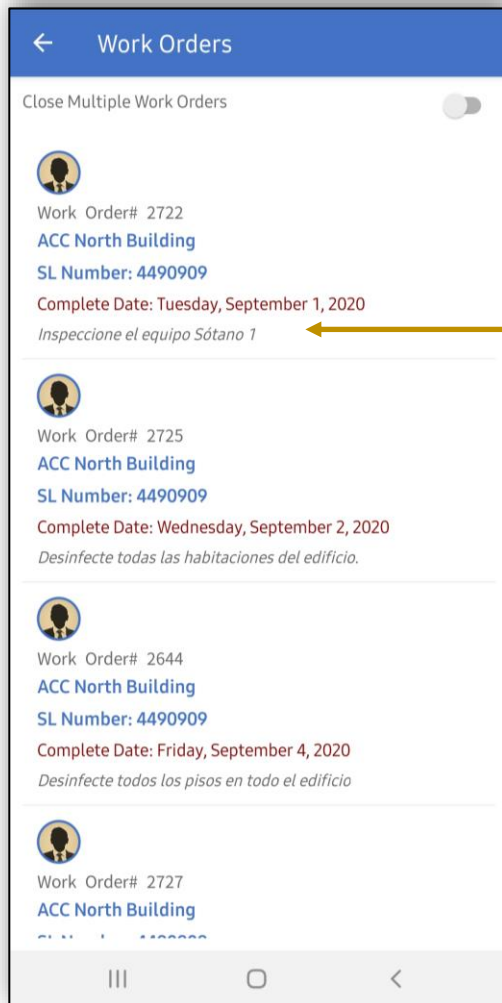 Work Orders
Close Multiple Work Orders
Work Order# 2722
ACC North Building
SL Number: 4490909
Complete Date: Tuesday, September 1, 2020
Inspeccione el equipo Sótano 1
Work Order# 2725
ACC North Building
SL Number: 4490909
Complete Date: Wednesday, September 2, 2020
Desinfecte todas las habitaciones del edificio.
Work Order# 2644
ACC North Building
SL Number: 4490909
Complete Date: Friday, September 4, 2020
Desinfecte todos los pisos en todo el edificio
Work Order# 2727
ACC North Building